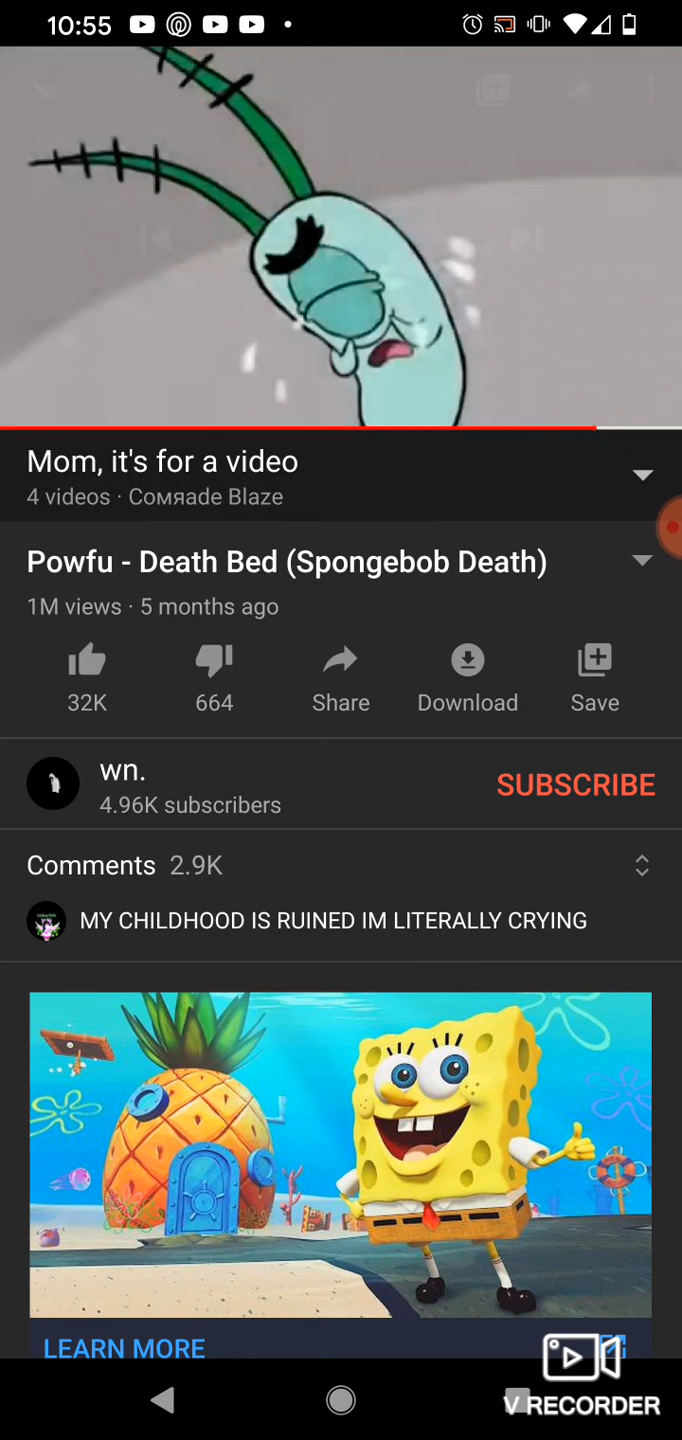 10:55
Mom, it's for a video
4 videos · Comяade Blaze
Powfu - Death Bed (Spongebob Death)
1M views · 5 months ago
32K 664 Share Download Save
wn.
4.96K subscribers
SUBSCRIBE
Comments 2.9K
MY CHILDHOOD IS RUINED IM LITERALLY CRYING
LEARN MORE
V RECORDER